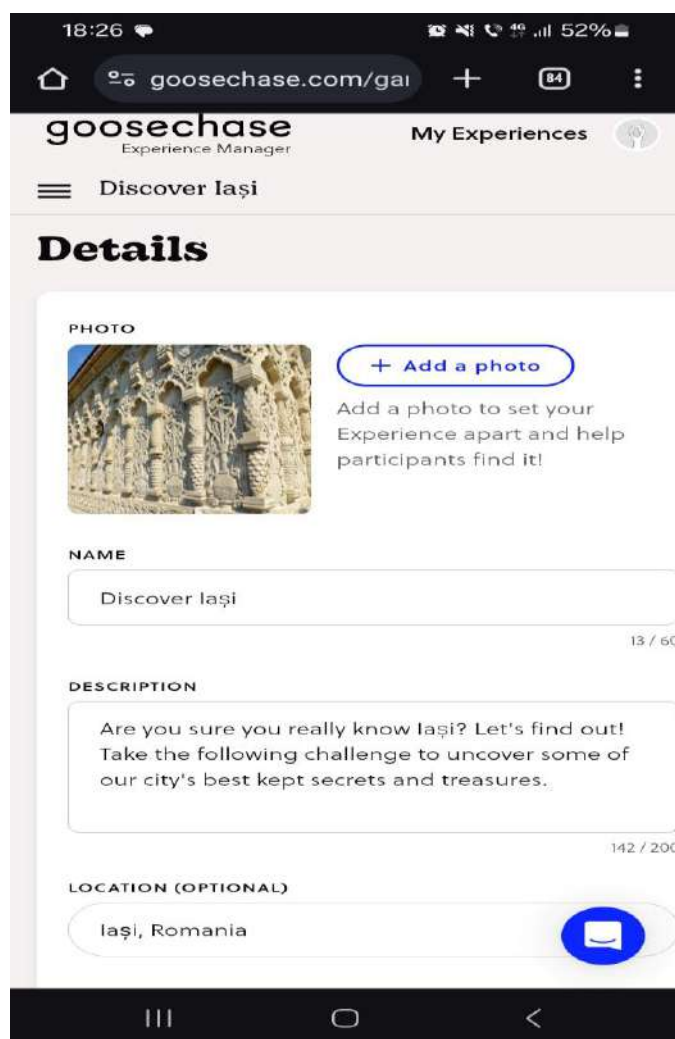 18:26 4G 52%
goosechase.com/gar + 84
goosechase My Experiences
Experience Manager
Discover Iași
Details
PHOTO
+ Add a photo
Add a photo to set your
Experience apart and help
participants find it!
NAME
Discover Iași
13 / 60
DESCRIPTION
Are you sure you really know Iași? Let's find out!
Take the following challenge to uncover some of
our city's best kept secrets and treasures.
142 / 200
LOCATION (OPTIONAL)
Iași, Romania